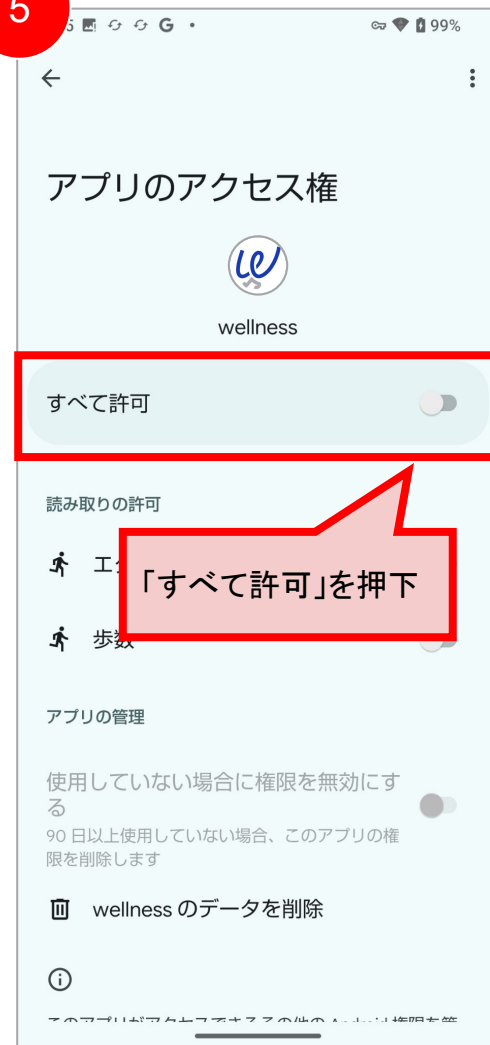 5
G
99%
アプリのアクセス権
wellness
すべて許可
読み取りの許可
「すべて許可」を押下
歩数
アプリの管理
使用していない場合に権限を無効にす
る
90 日以上使用していない場合、このアプリの権
限を削除します
wellness のデータを削除